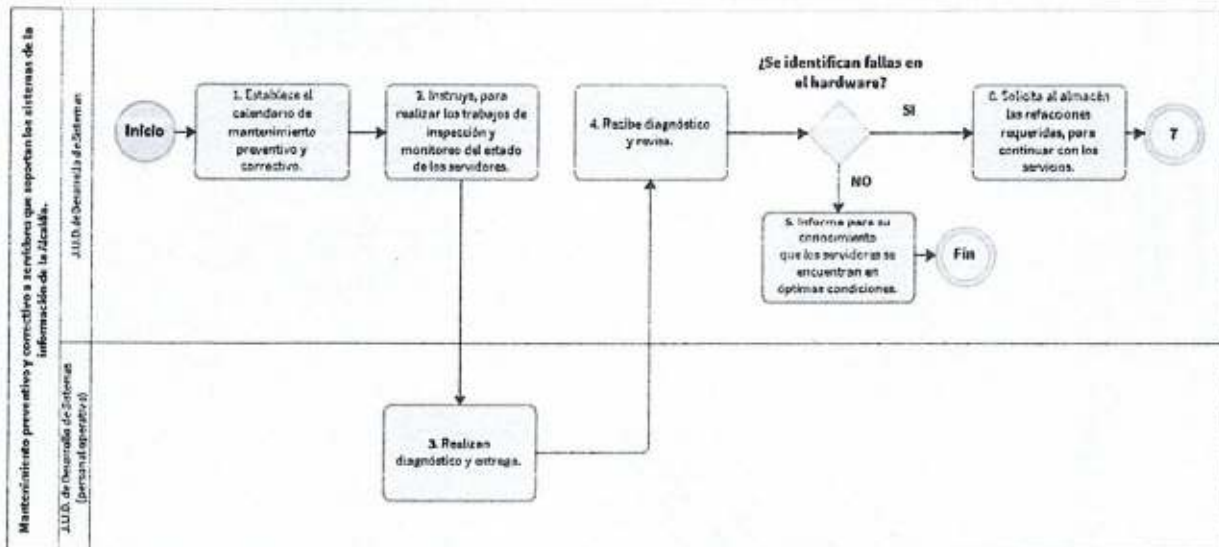 Mantenimiento preventivo y correctivo a servidores que soportan los sistemas de la
información de la Alcaldía.
J.U.D. de Desarrollo de Sistemas
J.U.D. de Desarrollo de Sistemas
(personal operativo)
Inicio
1. Establece el
calendario de
mantenimiento
preventivo y
correctivo.
2. Instruye, para
realizar los trabajos de
inspección y
monitoreo del estado
de los servidores.
3. Realizan
diagnóstico y entrega.
4. Recibe diagnóstico
y revisa.
¿Se identifican fallas en
el hardware?
SI
NO
5. Informa para su
conocimiento
que los servidores se
encuentran en
óptimas condiciones.
Fin
6. Solicita al almacén
las refacciones
requeridas, para
continuar con los
servicios.
7